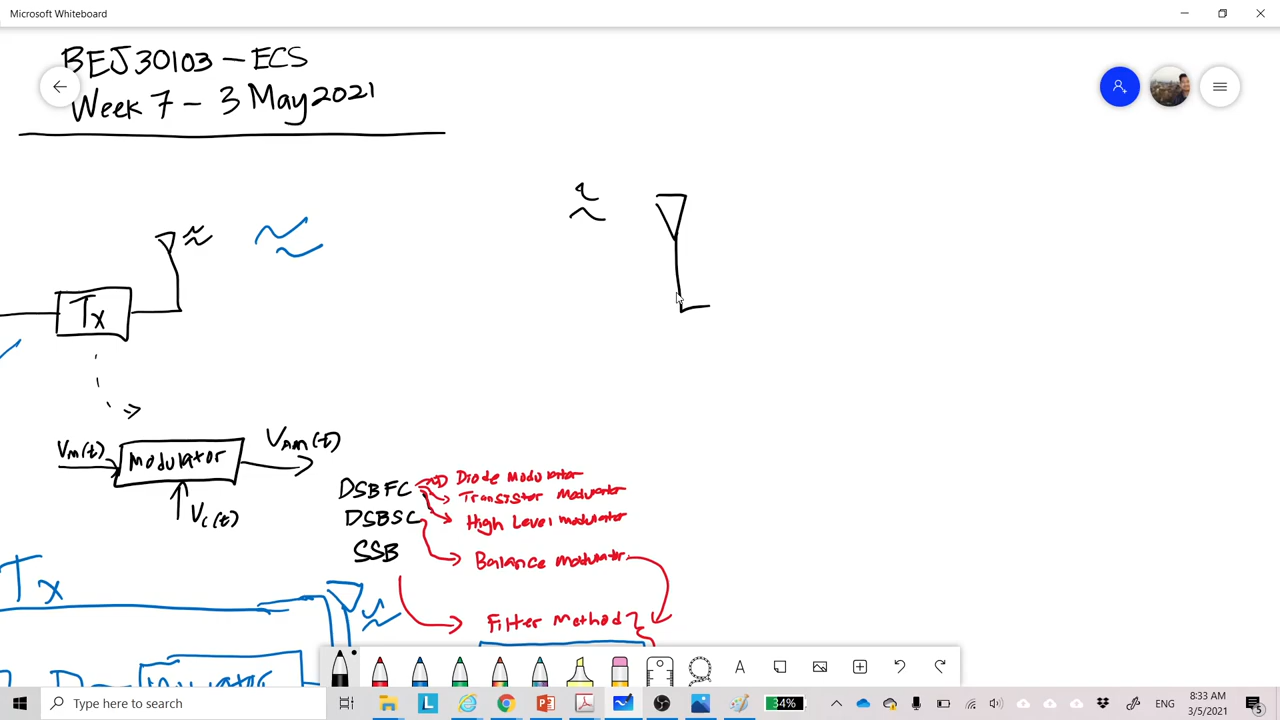 Microsoft Whiteboard
BEJ30103 - ECS
Week 7 - 3 May 2021
Tx
Vm(t)
modulator
VAM(t)
Vc(t)
DSBFC
Diode Modulator
Transistor Modulator
DSBSC
High Level modulator
SSB
Balance modulator
Tx
Filter Method
A
Type here to search
L
34%
ENG
8:33 AM
3/5/2021
5